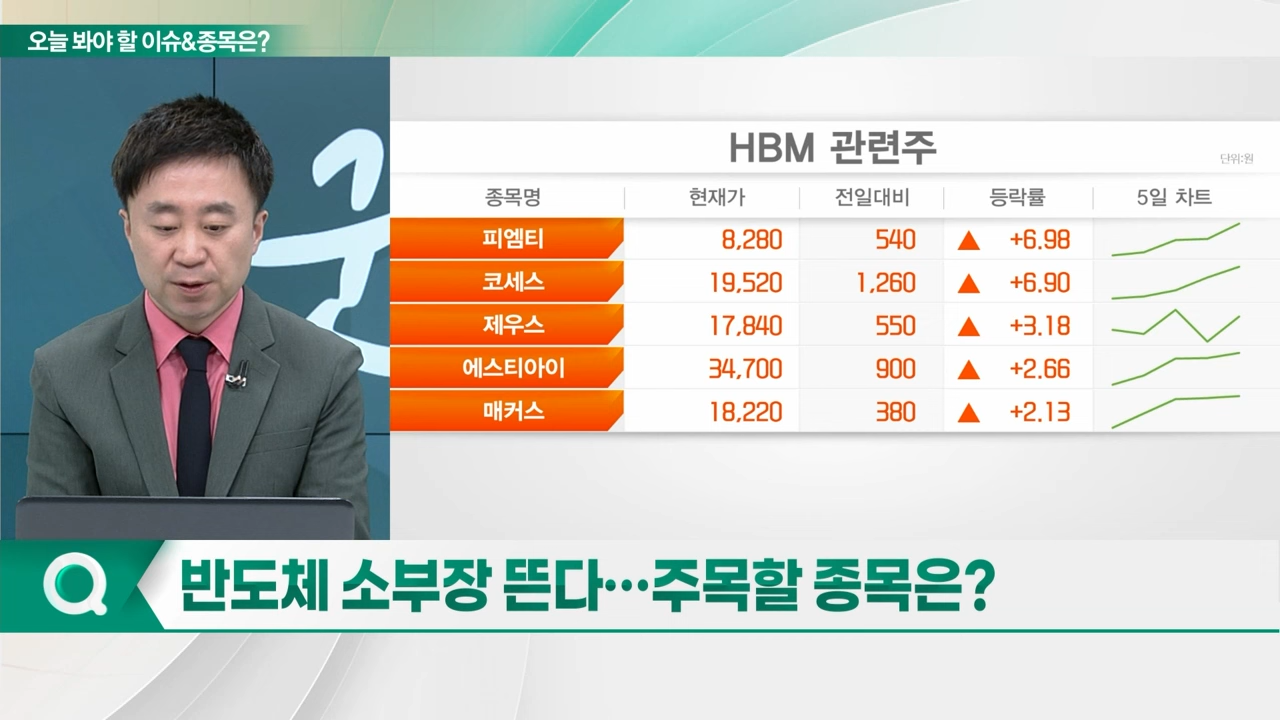 오늘 봐야 할 이슈&종목은?
HBM 관련주
단위:원
종목명 현재가 전일대비 등락률 5일 차트
피엠티 8,280 540 ▲ +6.98
코세스 19,520 1,260 ▲ +6.90
제우스 17,840 550 ▲ +3.18
에스티아이 34,700 900 ▲ +2.66
매커스 18,220 380 ▲ +2.13
Q 반도체 소부장 뜬다…주목할 종목은?